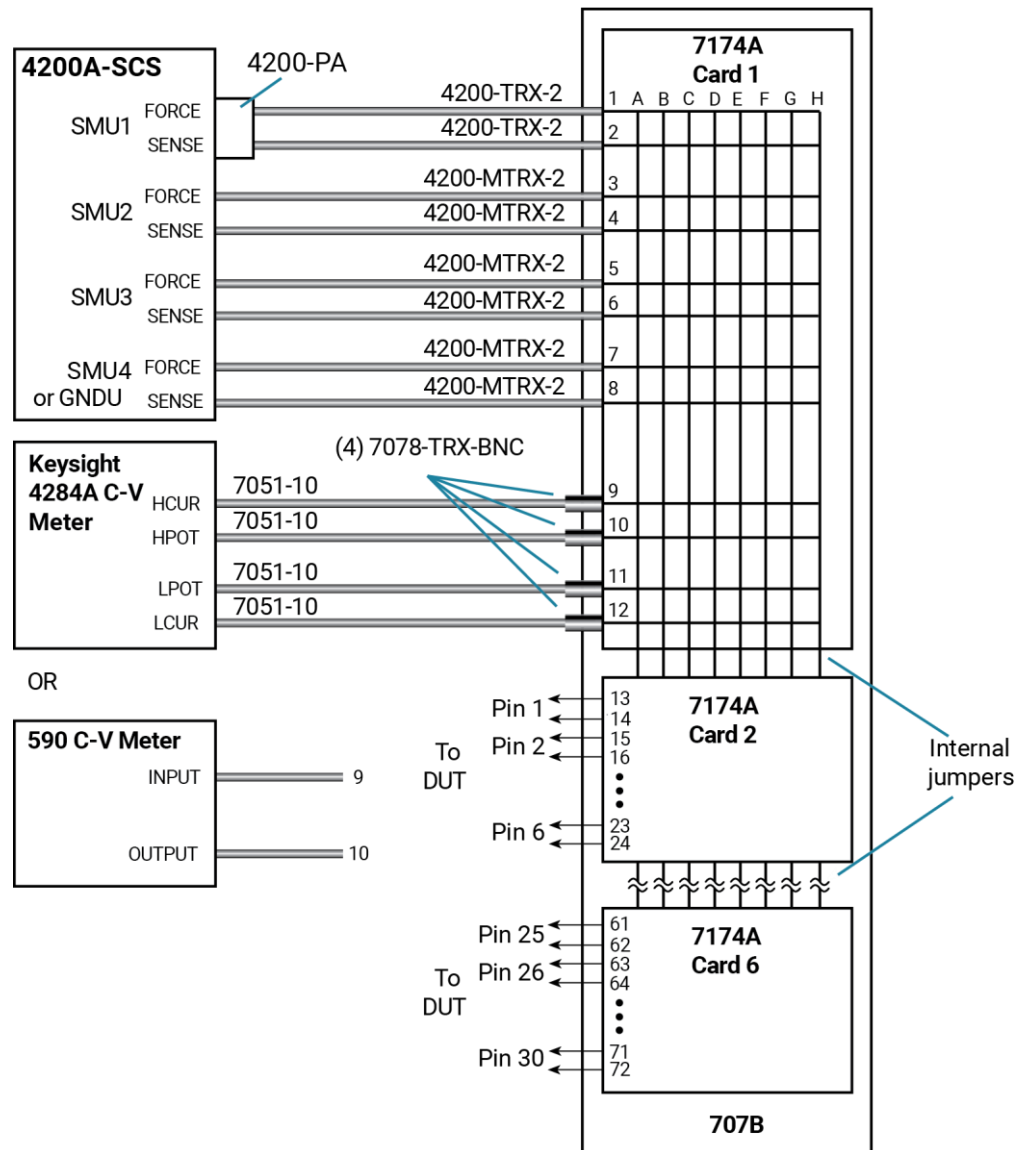 4200A-SCS
4200-PA
SMU1
FORCE
SENSE
SMU2
FORCE
SENSE
SMU3
FORCE
SENSE
SMU4
or GNDU
FORCE
SENSE
4200-TRX-2
4200-TRX-2
4200-MTRX-2
4200-MTRX-2
4200-MTRX-2
4200-MTRX-2
4200-MTRX-2
4200-MTRX-2
7174A
Card 1
A B C D E F G H
1
2
3
4
5
6
7
8
9
10
11
12
(4) 7078-TRX-BNC
Keysight
4284A C-V
Meter
HCUR
HPOT
LPOT
LCUR
7051-10
7051-10
7051-10
7051-10
OR
590 C-V Meter
INPUT
9
OUTPUT
10
Pin 1
Pin 2
To
DUT
Pin 6
13
14
15
16
23
24
7174A
Card 2
Internal
jumpers
Pin 25
Pin 26
To
DUT
Pin 30
61
62
63
64
71
72
7174A
Card 6
707B